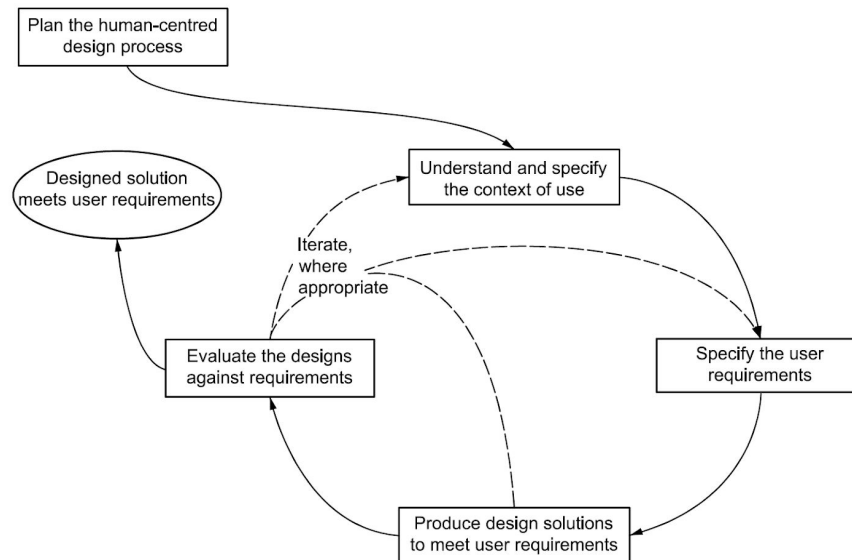 Plan the human-centred
design process
Understand and specify
the context of use
Designed solution
meets user requirements
Iterate,
where
appropriate
Evaluate the designs
against requirements
Specify the user
requirements
Produce design solutions
to meet user requirements